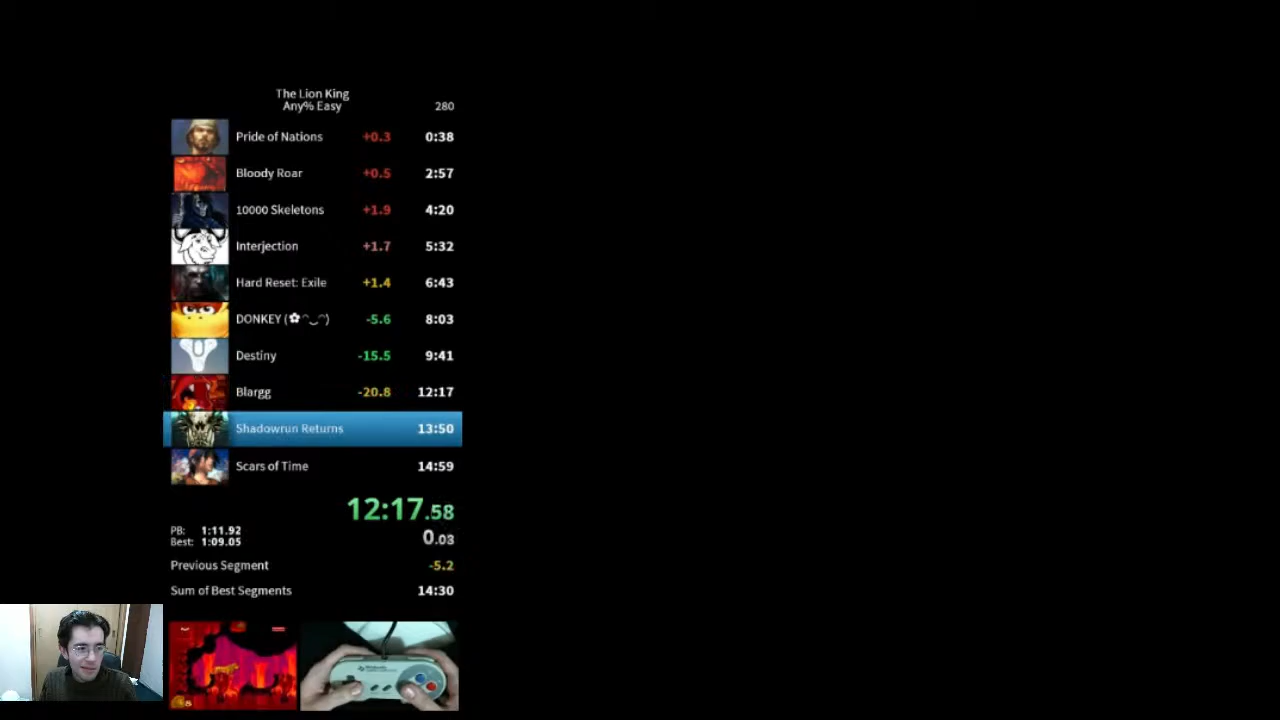 The Lion King
Any% Easy 280
Pride of Nations +0.3 0:38
Bloody Roar +0.5 2:57
10000 Skeletons +1.9 4:20
Interjection +1.7 5:32
Hard Reset: Exile +1.4 6:43
DONKEY (✿ ◠‿◠) -5.6 8:03
Destiny -15.5 9:41
Blargg -20.8 12:17
Shadowrun Returns 13:50
Scars of Time 14:59
12:17.58
PB: 1:11.92 0.03
Best: 1:09.05
Previous Segment -5.2
Sum of Best Segments 14:30